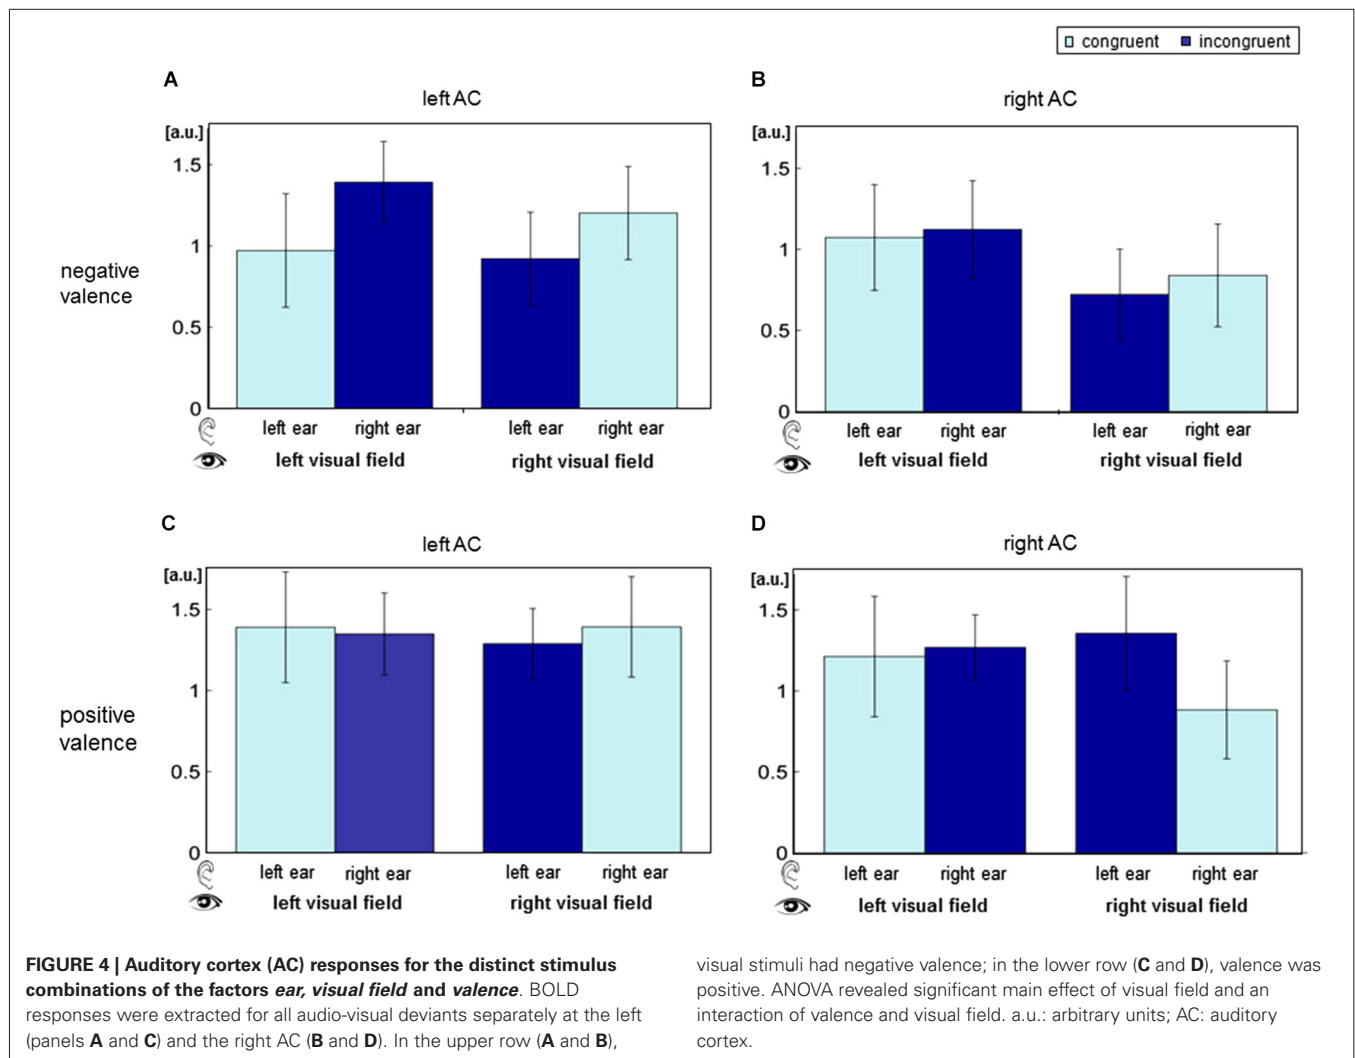 congruent incongruent
A
left AC
[a.u.]
1.5
1
0.5
0
negative
valence
left ear right ear left ear right ear
left visual field right visual field
B
right AC
[a.u.]
1.5
1
0.5
0
left ear right ear left ear right ear
left visual field right visual field
C
left AC
[a.u.]
1.5
1
0.5
0
positive
valence
left ear right ear left ear right ear
left visual field right visual field
D
right AC
[a.u.]
1.5
1
0.5
0
left ear right ear left ear right ear
left visual field right visual field
FIGURE 4 | Auditory cortex (AC) responses for the distinct stimulus
combinations of the factors ear, visual field and valence. BOLD
responses were extracted for all audio-visual deviants separately at the left
(panels A and C) and the right AC (B and D). In the upper row (A and B),
visual stimuli had negative valence; in the lower row (C and D), valence was
positive. ANOVA revealed significant main effect of visual field and an
interaction of valence and visual field. a.u.: arbitrary units; AC: auditory
cortex.